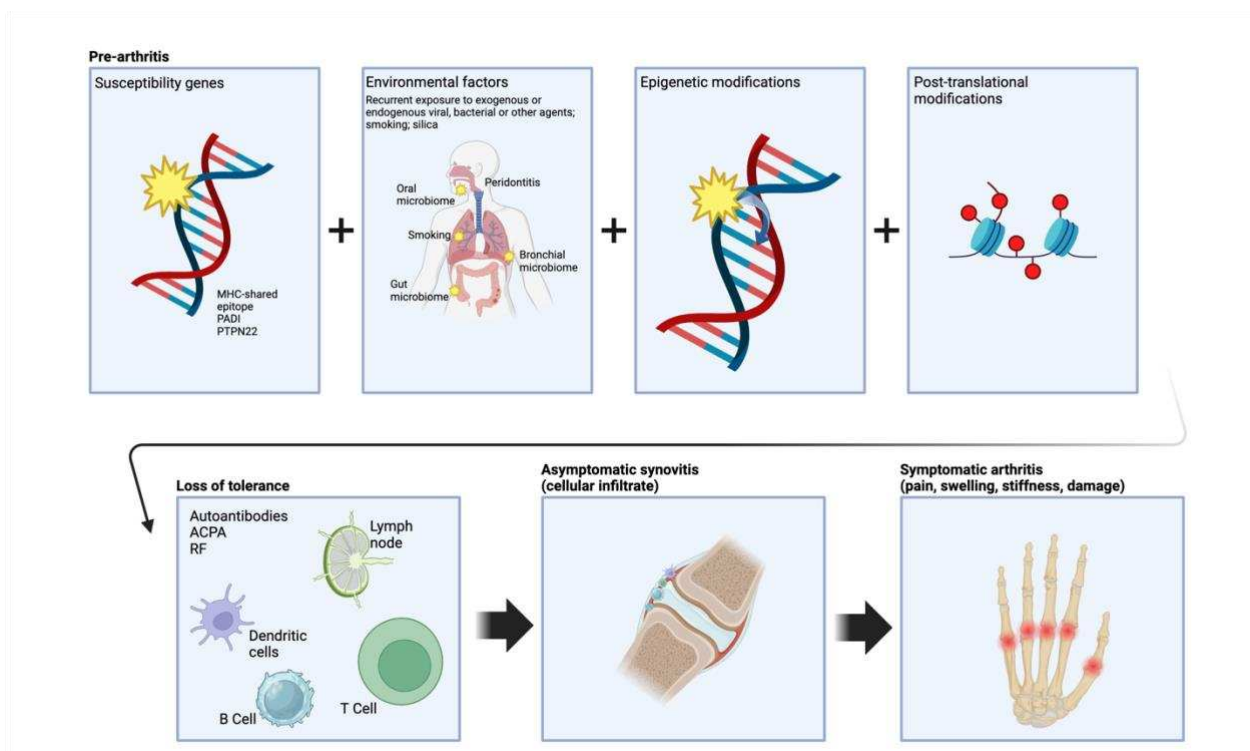 Pre-arthritis
Susceptibility genes
MHC-shared
epitope
PADI
PTPN22
+
Environmental factors
Recurrent exposure to exogenous or
endogenous viral, bacterial or other agents;
smoking; silica
Oral
microbiome
Peridontitis
Smoking
Bronchial
microbiome
Gut
microbiome
+
Epigenetic modifications
+
Post-translational
modifications
Loss of tolerance
Autoantibodies
ACPA
RF
Lymph
node
Dendritic
cells
B Cell
T Cell
Asymptomatic synovitis
(cellular infiltrate)
Symptomatic arthritis
(pain, swelling, stiffness, damage)